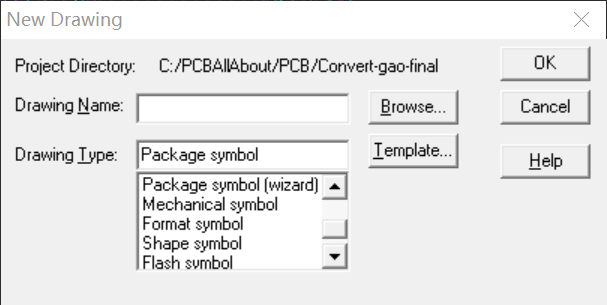 New Drawing
Project Directory: C:/PCBAllAbout/PCB/Convert-gao-final OK
Drawing Name: Browse... Cancel
Drawing Type: Package symbol Template... Help
Package symbol (wizard)
Mechanical symbol
Format symbol
Shape symbol
Flash symbol